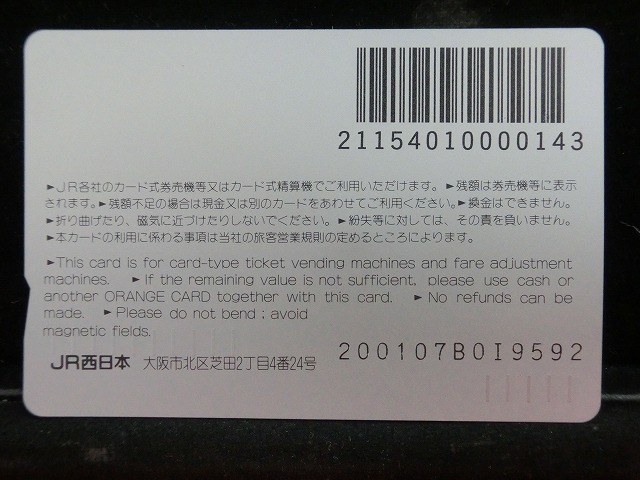 21154010000143
►JR各社のカード式券売機等又はカード式精算機でご利用いただけます。►残額は券売機等に表示
されます。►残額不足の場合は現金又は別のカードをあわせてご利用ください。►換金はできません。
►折り曲げたり、磁気に近づけたりしないでください。►紛失等に対しては、その責を負いません。
►本カードの利用に係わる事項は当社の旅客営業規則の定めるところによります。
►This card is for card-type ticket vending machines and fare adjustment
machines. ►If the remaining value is not sufficient, please use cash or
another ORANGE CARD together with this card. ►No refunds can be
made. ►Please do not bend; avoid
magnetic fields.
JR西日本 大阪市北区芝田2丁目4番24号 200107B0I9592